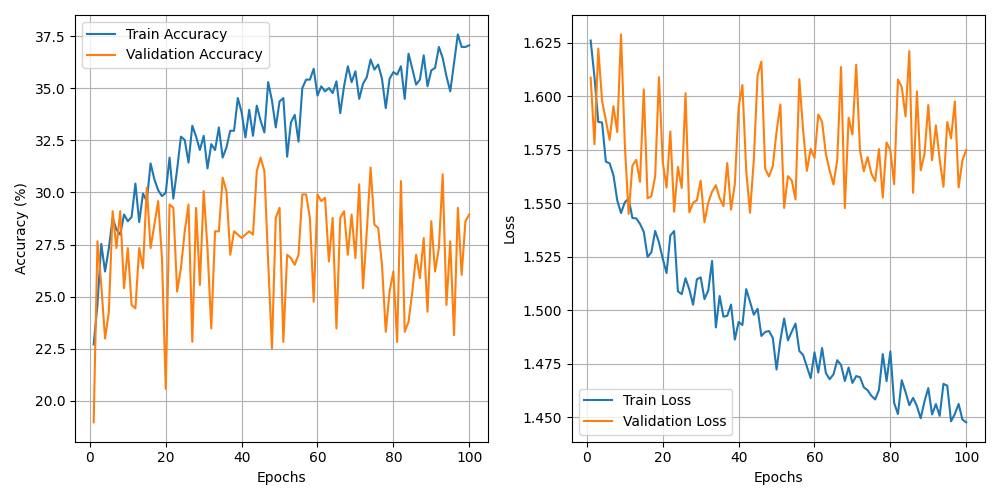 37.5
35.0
32.5
30.0
27.5
25.0
22.5
20.0
Accuracy (%)
Train Accuracy
Validation Accuracy
0 20 40 60 80 100
Epochs
1.625
1.600
1.575
1.550
1.525
1.500
1.475
1.450
Loss
Train Loss
Validation Loss
0 20 40 60 80 100
Epochs